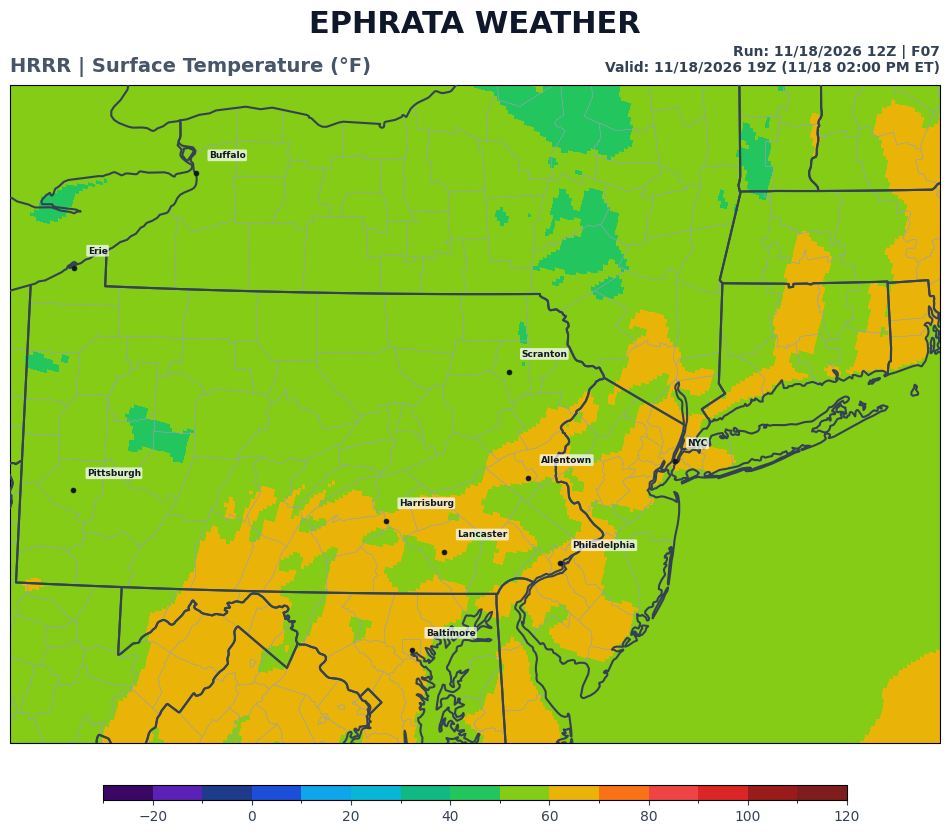 EPHRATA WEATHER
HRRR | Surface Temperature (°F)
Run: 11/18/2026 12Z | F07
Valid: 11/18/2026 19Z (11/18 02:00 PM ET)
Buffalo
Erie
Scranton
NYC
Allentown
Pittsburgh
Harrisburg
Lancaster
Philadelphia
Baltimore
−20 0 20 40 60 80 100 120